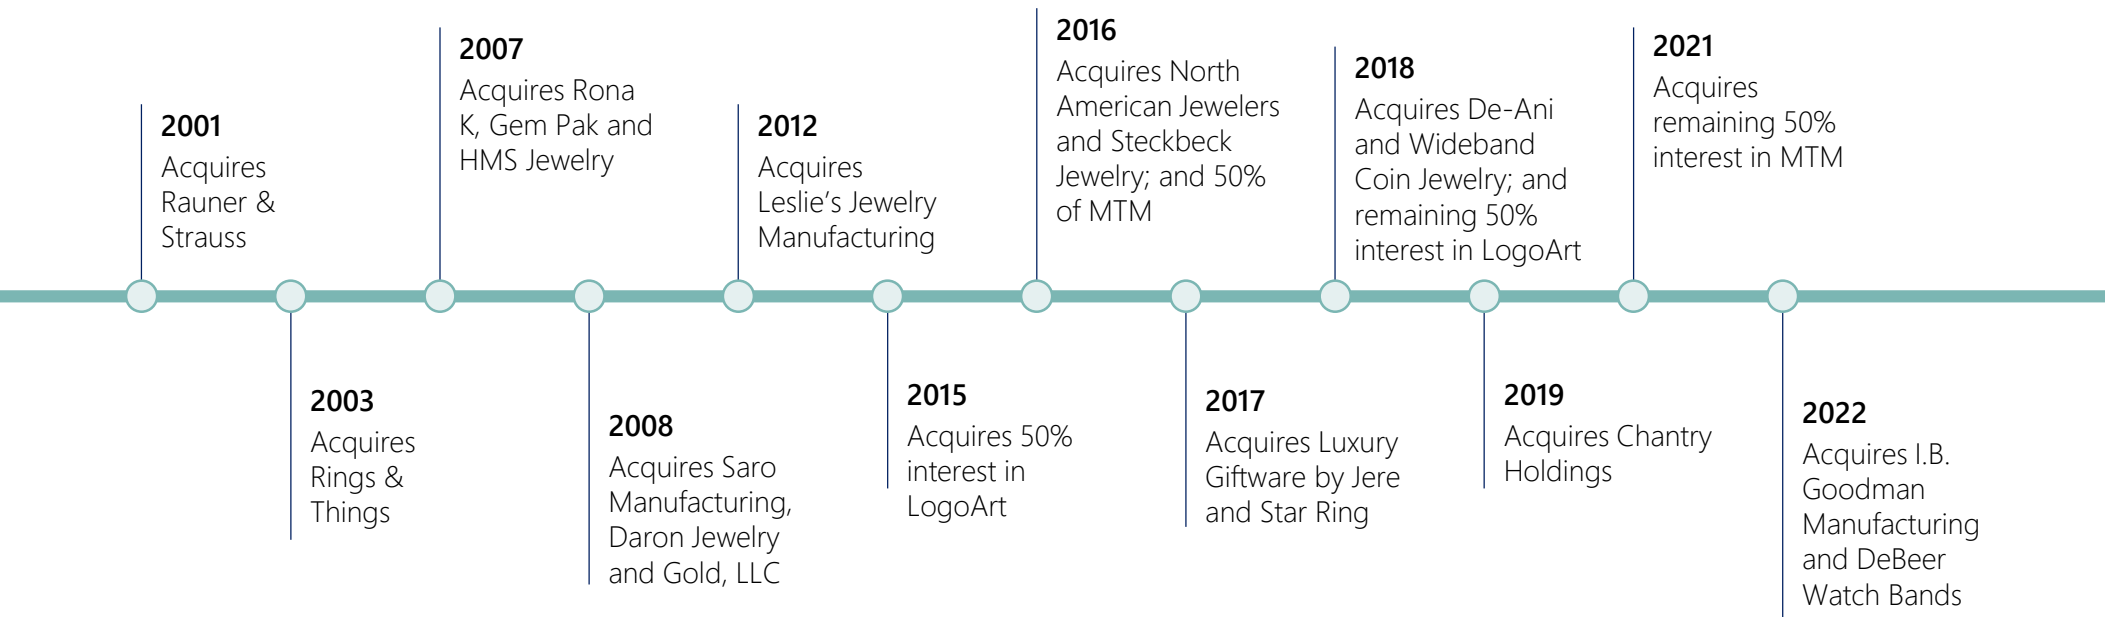 2001
Acquires
Rauner &
Strauss
2003
Acquires
Rings &
Things
2007
Acquires Rona
K, Gem Pak and
HMS Jewelry
2008
Acquires Saro
Manufacturing,
Daron Jewelry
and Gold, LLC
2012
Acquires
Leslie’s Jewelry
Manufacturing
2015
Acquires 50%
interest in
LogoArt
2016
Acquires North
American Jewelers
and Steckbeck
Jewelry; and 50%
of MTM
2017
Acquires Luxury
Giftware by Jere
and Star Ring
2018
Acquires De-Ani
and Wideband
Coin Jewelry; and
remaining 50%
interest in LogoArt
2019
Acquires Chantry
Holdings
2021
Acquires
remaining 50%
interest in MTM
2022
Acquires I.B.
Goodman
Manufacturing
and DeBeer
Watch Bands